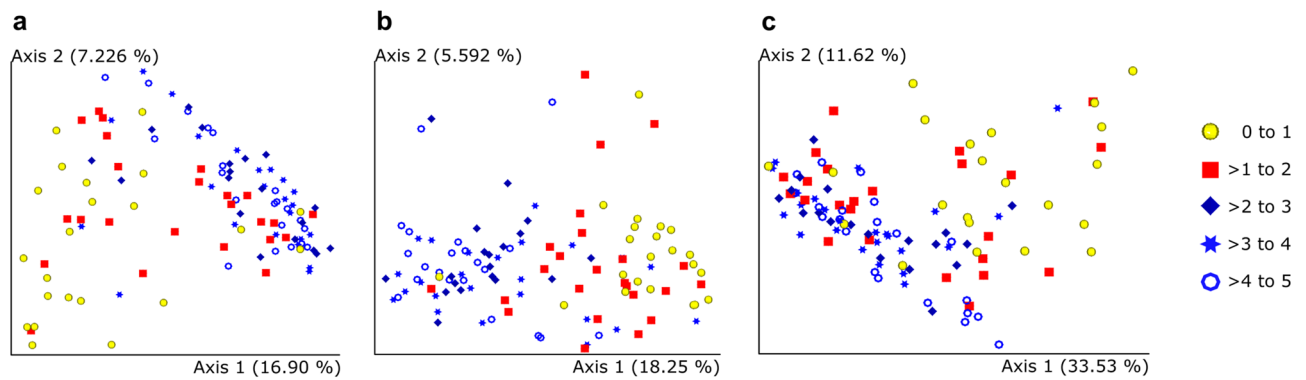 a
Axis 2 (7.226 %)
Axis 1 (16.90 %)
b
Axis 2 (5.592 %)
Axis 1 (18.25 %)
c
Axis 2 (11.62 %)
Axis 1 (33.53 %)
0 to 1
>1 to 2
>2 to 3
>3 to 4
>4 to 5